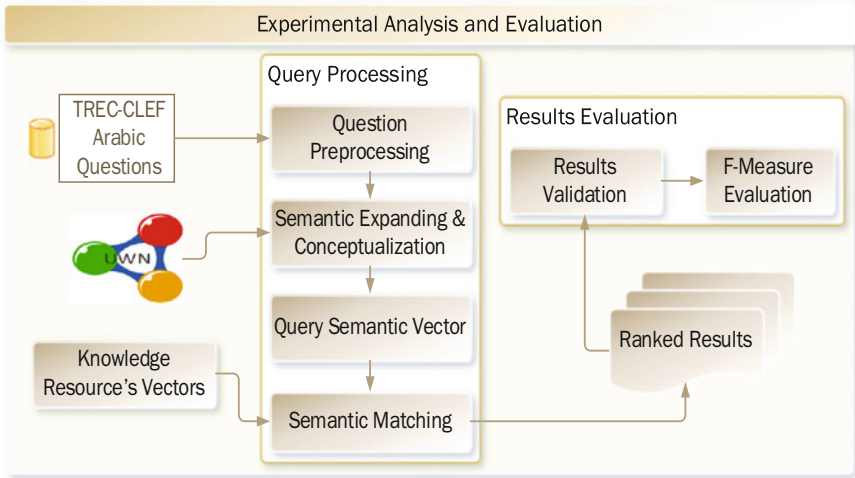 Experimental Analysis and Evaluation
Query Processing
TREC-CLEF
Arabic
Questions
Question
Preprocessing
UWN
Semantic Expanding &
Conceptualization
Query Semantic Vector
Knowledge
Resource's Vectors
Semantic Matching
Results Evaluation
Results
Validation
F-Measure
Evaluation
Ranked Results